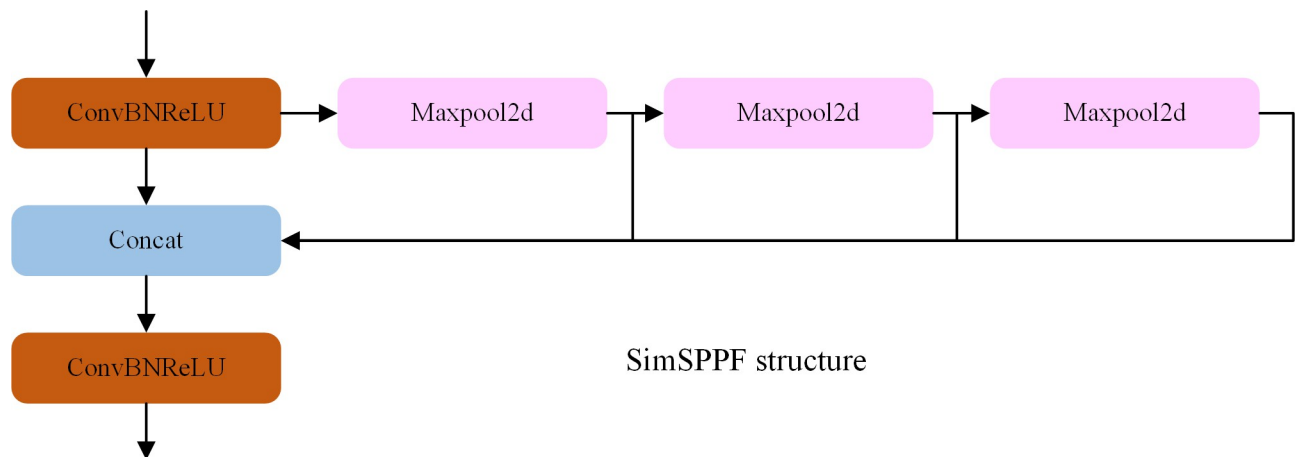 ConvBNReLU
Maxpool2d
Maxpool2d
Maxpool2d
Concat
ConvBNReLU
SimSPPF structure